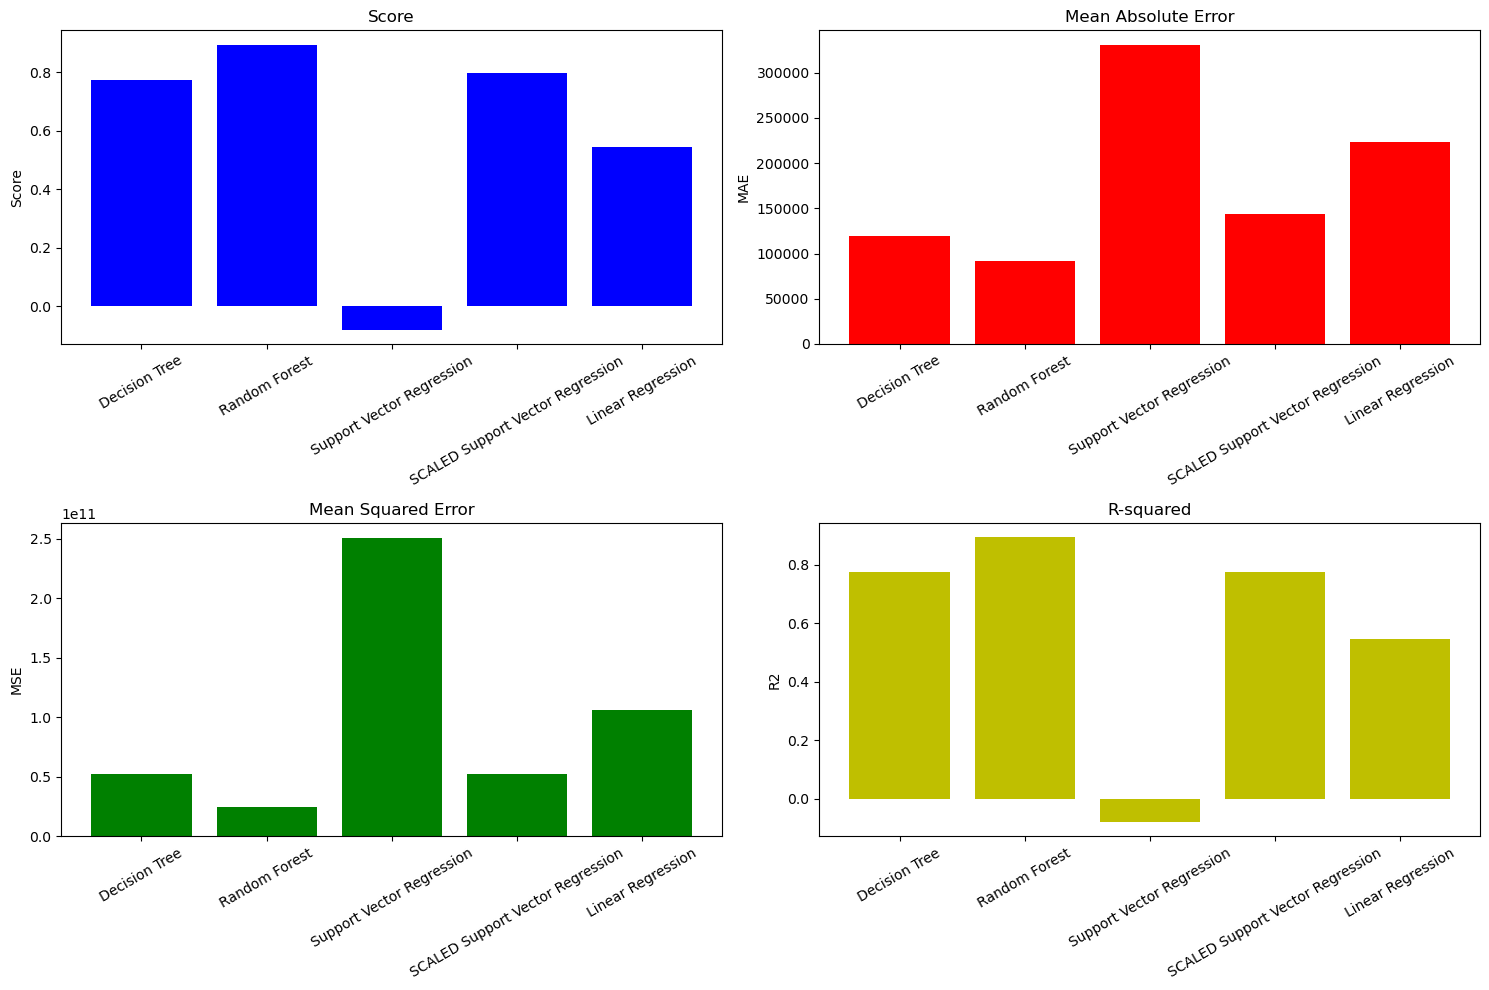 Score
Score
0.8
0.6
0.4
0.2
0.0
Decision Tree
Random Forest
Support Vector Regression
SCALED Support Vector Regression
Linear Regression
Mean Absolute Error
MAE
300000
250000
200000
150000
100000
50000
0
Decision Tree
Random Forest
Support Vector Regression
SCALED Support Vector Regression
Linear Regression
Mean Squared Error
1e11
MSE
2.5
2.0
1.5
1.0
0.5
0.0
Decision Tree
Random Forest
Support Vector Regression
SCALED Support Vector Regression
Linear Regression
R-squared
R2
0.8
0.6
0.4
0.2
0.0
Decision Tree
Random Forest
Support Vector Regression
SCALED Support Vector Regression
Linear Regression